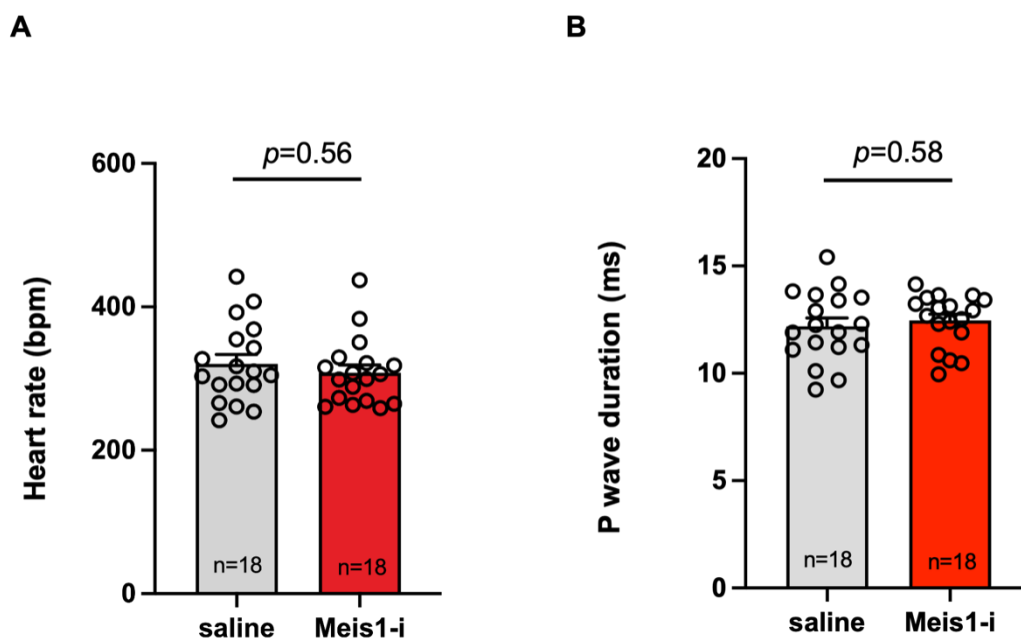 A
Heart rate (bpm)
600
400
200
0
p=0.56
n=18
n=18
saline
Meis1-i
B
P wave duration (ms)
20
15
10
5
0
p=0.58
n=18
n=18
saline
Meis1-i